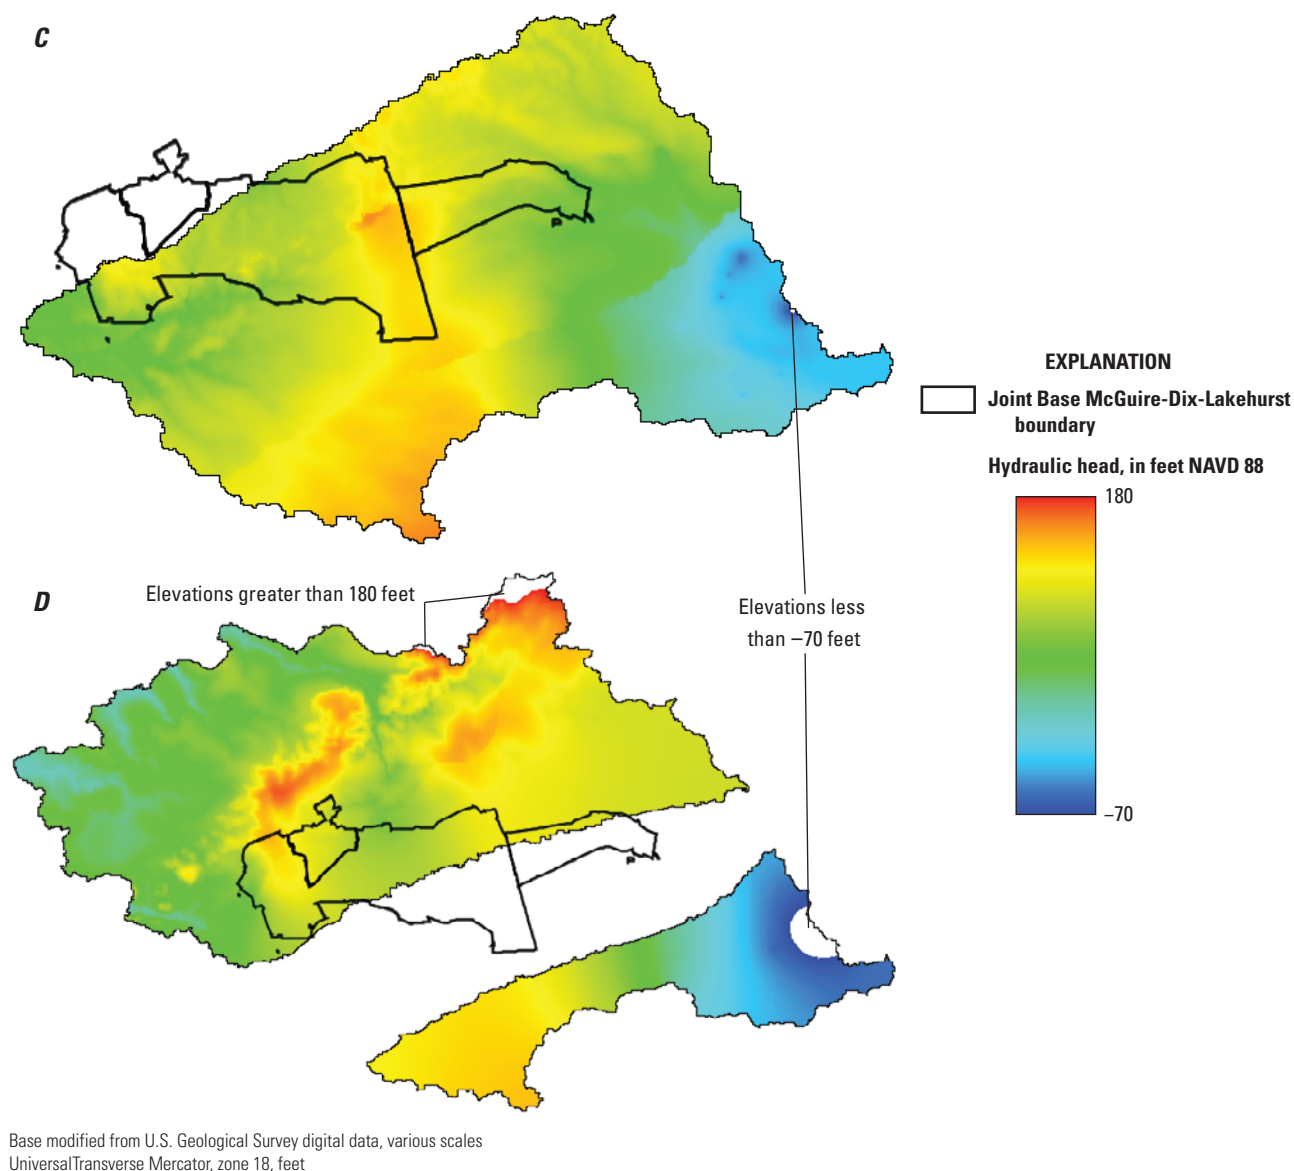 C
EXPLANATION
Joint Base McGuire-Dix-Lakehurst
boundary
Hydraulic head, in feet NAVD 88
180
−70
D
Elevations greater than 180 feet
Elevations less
than −70 feet
Base modified from U.S. Geological Survey digital data, various scales
UniversalTransverse Mercator, zone 18, feet